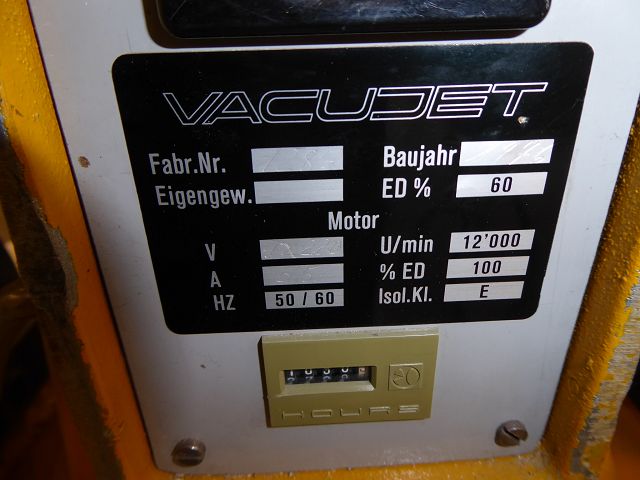 VACUJET
Fabr.Nr. Baujahr
Eigengew. ED % 60
Motor
V U/min 12'000
A % ED 100
HZ 50 / 60 Isol.Kl. E
HOURS